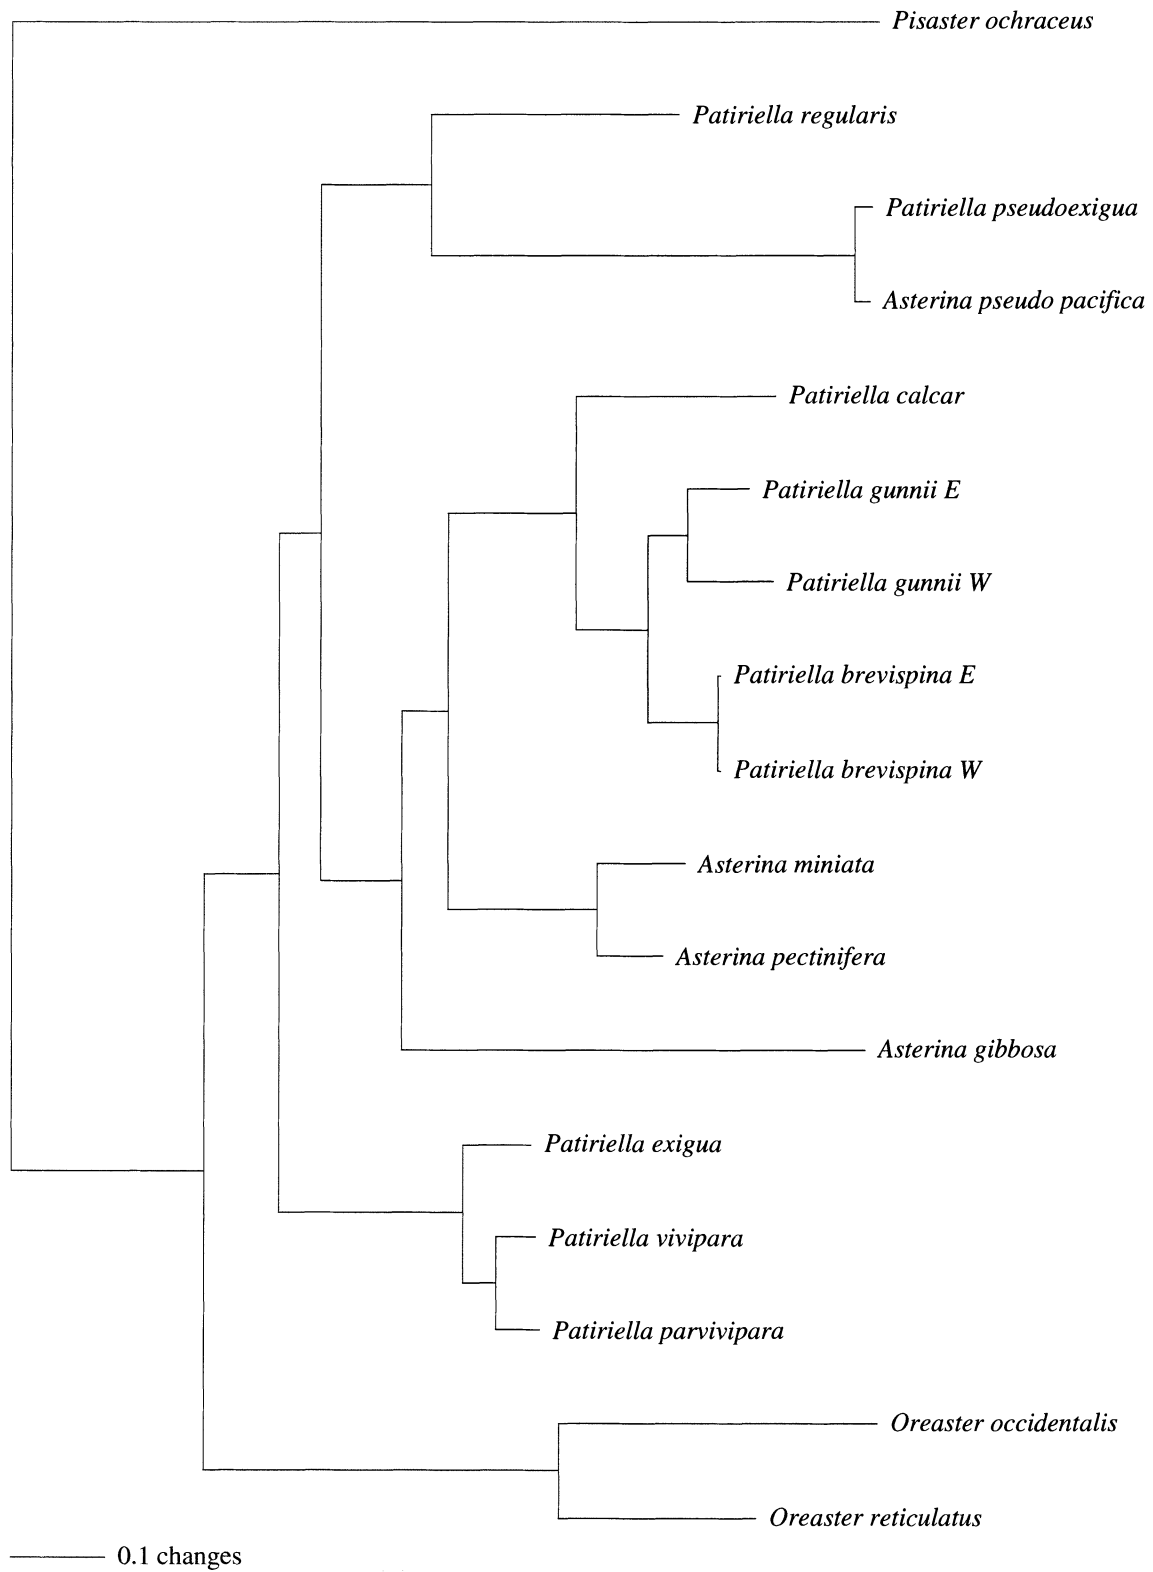 Pisaster ochraceus
Patiriella regularis
Patiriella pseudoexigua
Asterina pseudo pacifica
Patiriella calcar
Patiriella gunnii E
Patiriella gunnii W
Patiriella brevispina E
Patiriella brevispina W
Asterina miniata
Asterina pectinifera
Asterina gibbosa
Patiriella exigua
Patiriella vivipara
Patiriella parvivipara
Oreaster occidentalis
Oreaster reticulatus
0.1 changes